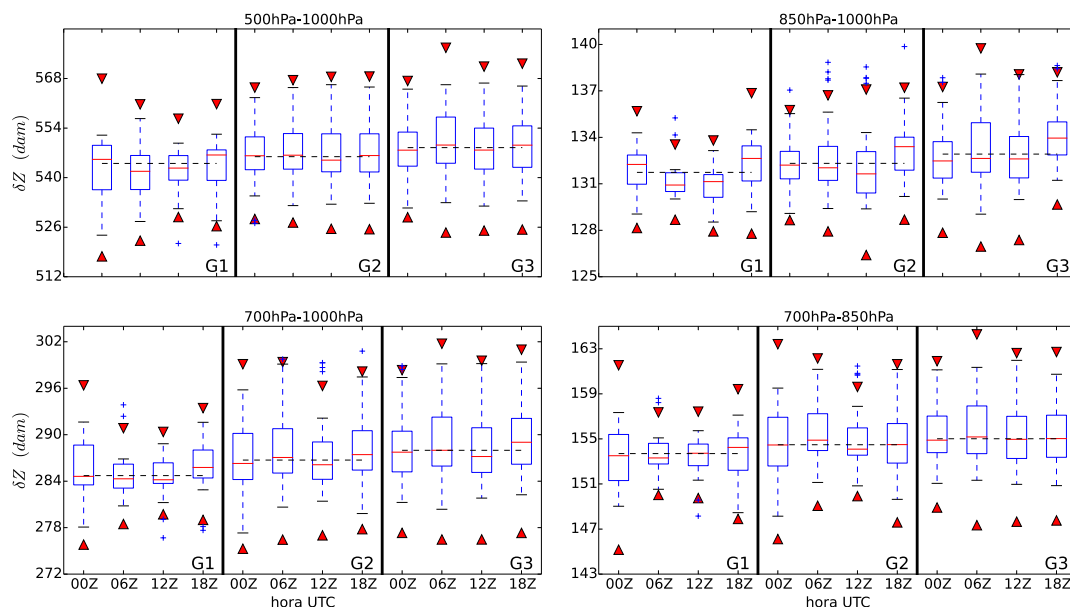 500hPa-1000hPa
850hPa-1000hPa
δZ (dam)
568
554
540
526
512
G1
G2
G3
140
137
134
131
128
125
G1
G2
G3
700hPa-1000hPa
700hPa-850hPa
δZ (dam)
302
296
290
284
278
272
G1
G2
G3
163
159
155
151
147
143
G1
G2
G3
00Z 06Z 12Z 18Z 00Z 06Z 12Z 18Z 00Z 06Z 12Z 18Z
00Z 06Z 12Z 18Z 00Z 06Z 12Z 18Z 00Z 06Z 12Z 18Z
hora UTC
hora UTC